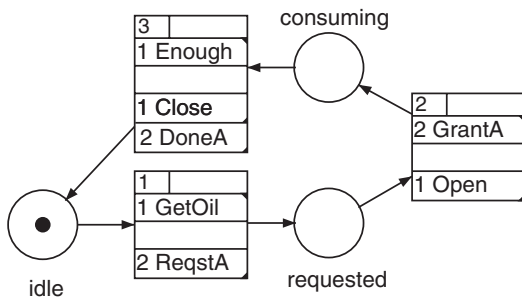 consuming
3
1 Enough
1 Close
2 DoneA
2
2 GrantA
1 Open
1
1 GetOil
2 ReqstA
idle
requested